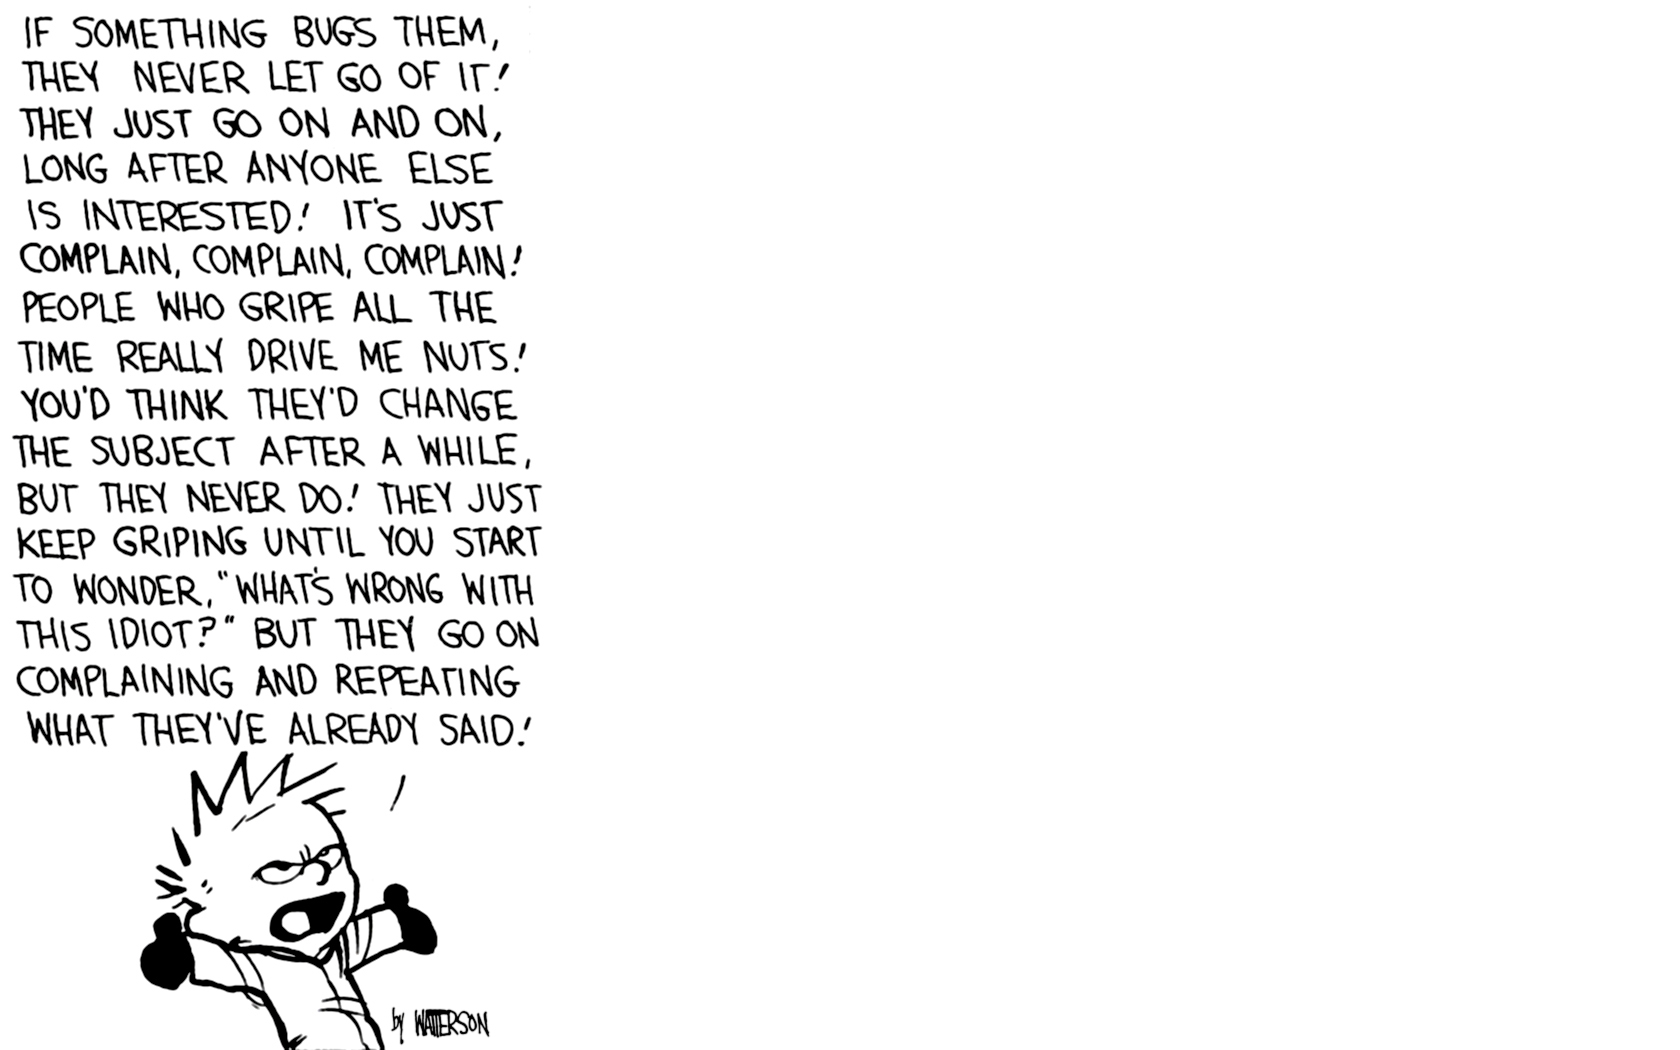 IF SOMETHING BUGS THEM,
THEY NEVER LET GO OF IT!
THEY JUST GO ON AND ON,
LONG AFTER ANYONE ELSE
IS INTERESTED! IT'S JUST
COMPLAIN, COMPLAIN, COMPLAIN!
PEOPLE WHO GRIPE ALL THE
TIME REALLY DRIVE ME NUTS!
YOU'D THINK THEY'D CHANGE
THE SUBJECT AFTER A WHILE,
BUT THEY NEVER DO! THEY JUST
KEEP GRIPING UNTIL YOU START
TO WONDER, "WHAT'S WRONG WITH
THIS IDIOT?" BUT THEY GO ON
COMPLAINING AND REPEATING
WHAT THEY'VE ALREADY SAID!
by WATTERSON